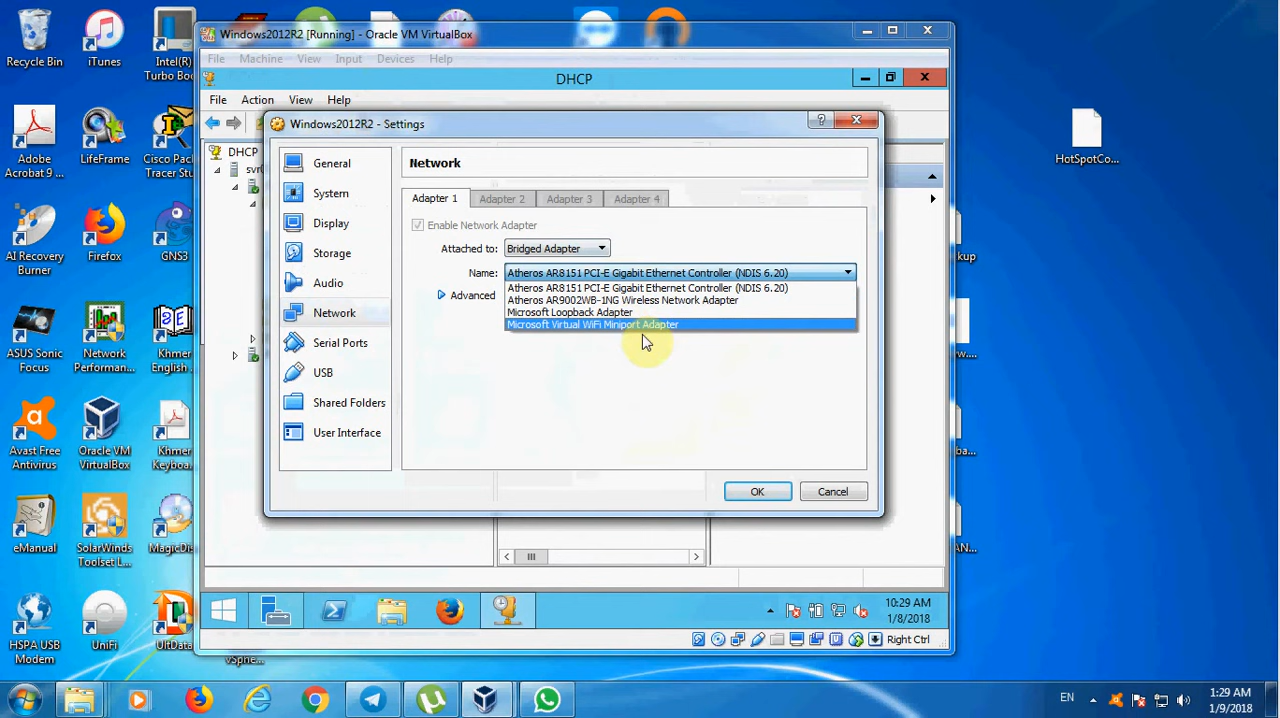 Windows2012R2 [Running] - Oracle VM VirtualBox
File Machine View Input Devices Help
DHCP
File Action View Help
DHCP
Windows2012R2 - Settings
General
System
Display
Storage
Audio
Network
Serial Ports
USB
Shared Folders
User Interface
Network
Adapter 1 Adapter 2 Adapter 3 Adapter 4
Enable Network Adapter
Attached to: Bridged Adapter
Name: Atheros AR8151 PCI-E Gigabit Ethernet Controller (NDIS 6.20)
Atheros AR8151 PCI-E Gigabit Ethernet Controller (NDIS 6.20)
Atheros AR9002WB-1NG Wireless Network Adapter
Microsoft Loopback Adapter
Microsoft Virtual WiFi Miniport Adapter
Advanced
OK Cancel
10:29 AM
1/8/2018
Right Ctrl
Recycle Bin
iTunes
Intel(R)
Turbo Boo
Adobe
Acrobat 9 ...
LifeFrame
Cisco Pack
Tracer Stu
AI Recovery
Burner
Firefox
GNS3
ASUS Sonic
Focus
Network
Performan...
Khmer
English ...
Avast Free
Antivirus
Oracle VM
VirtualBox
Khmer
Keyboa...
eManual
SolarWinds
Toolset L...
MagicDis
HSPA USB
Modem
UniFi
UltData
vSphe...
HotSpotCo...
EN
1:29 AM
1/9/2018